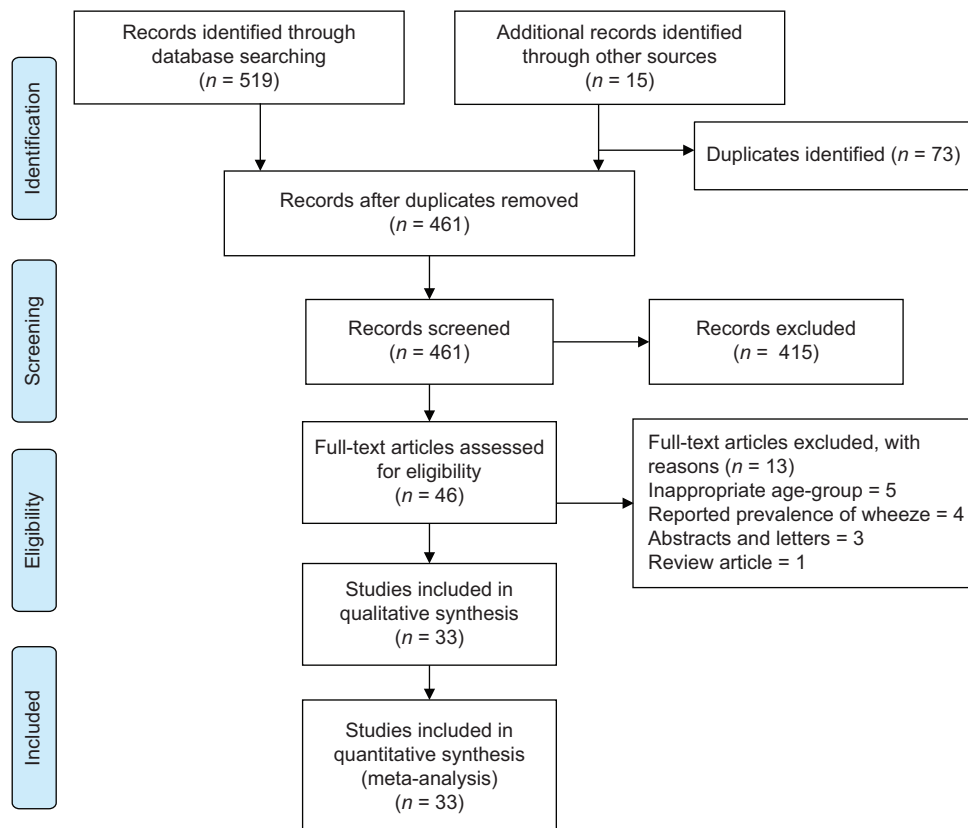 Records identified through
database searching
(n = 519)
Additional records identified
through other sources
(n = 15)
Identification
Duplicates identified (n = 73)
Records after duplicates removed
(n = 461)
Screening
Records screened
(n = 461)
Records excluded
(n = 415)
Eligibility
Full-text articles assessed
for eligibility
(n = 46)
Full-text articles excluded, with
reasons (n = 13)
Inappropriate age-group = 5
Reported prevalence of wheeze = 4
Abstracts and letters = 3
Review article = 1
Studies included in
qualitative synthesis
(n = 33)
Included
Studies included in
quantitative synthesis
(meta-analysis)
(n = 33)